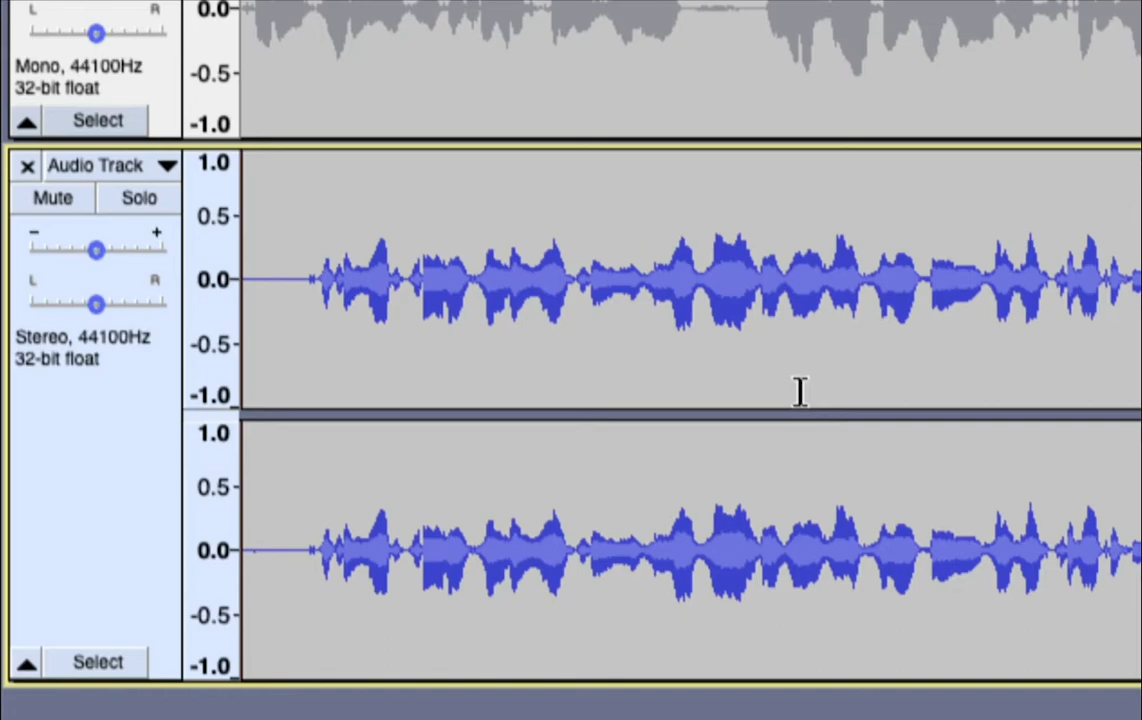 L R
0.0
Mono, 44100Hz
-0.5
32-bit float
Select
-1.0
× Audio Track
1.0
Mute Solo
0.5
- +
0.0
L R
Stereo, 44100Hz
-0.5
32-bit float
-1.0
1.0
0.5
0.0
-0.5
Select
-1.0